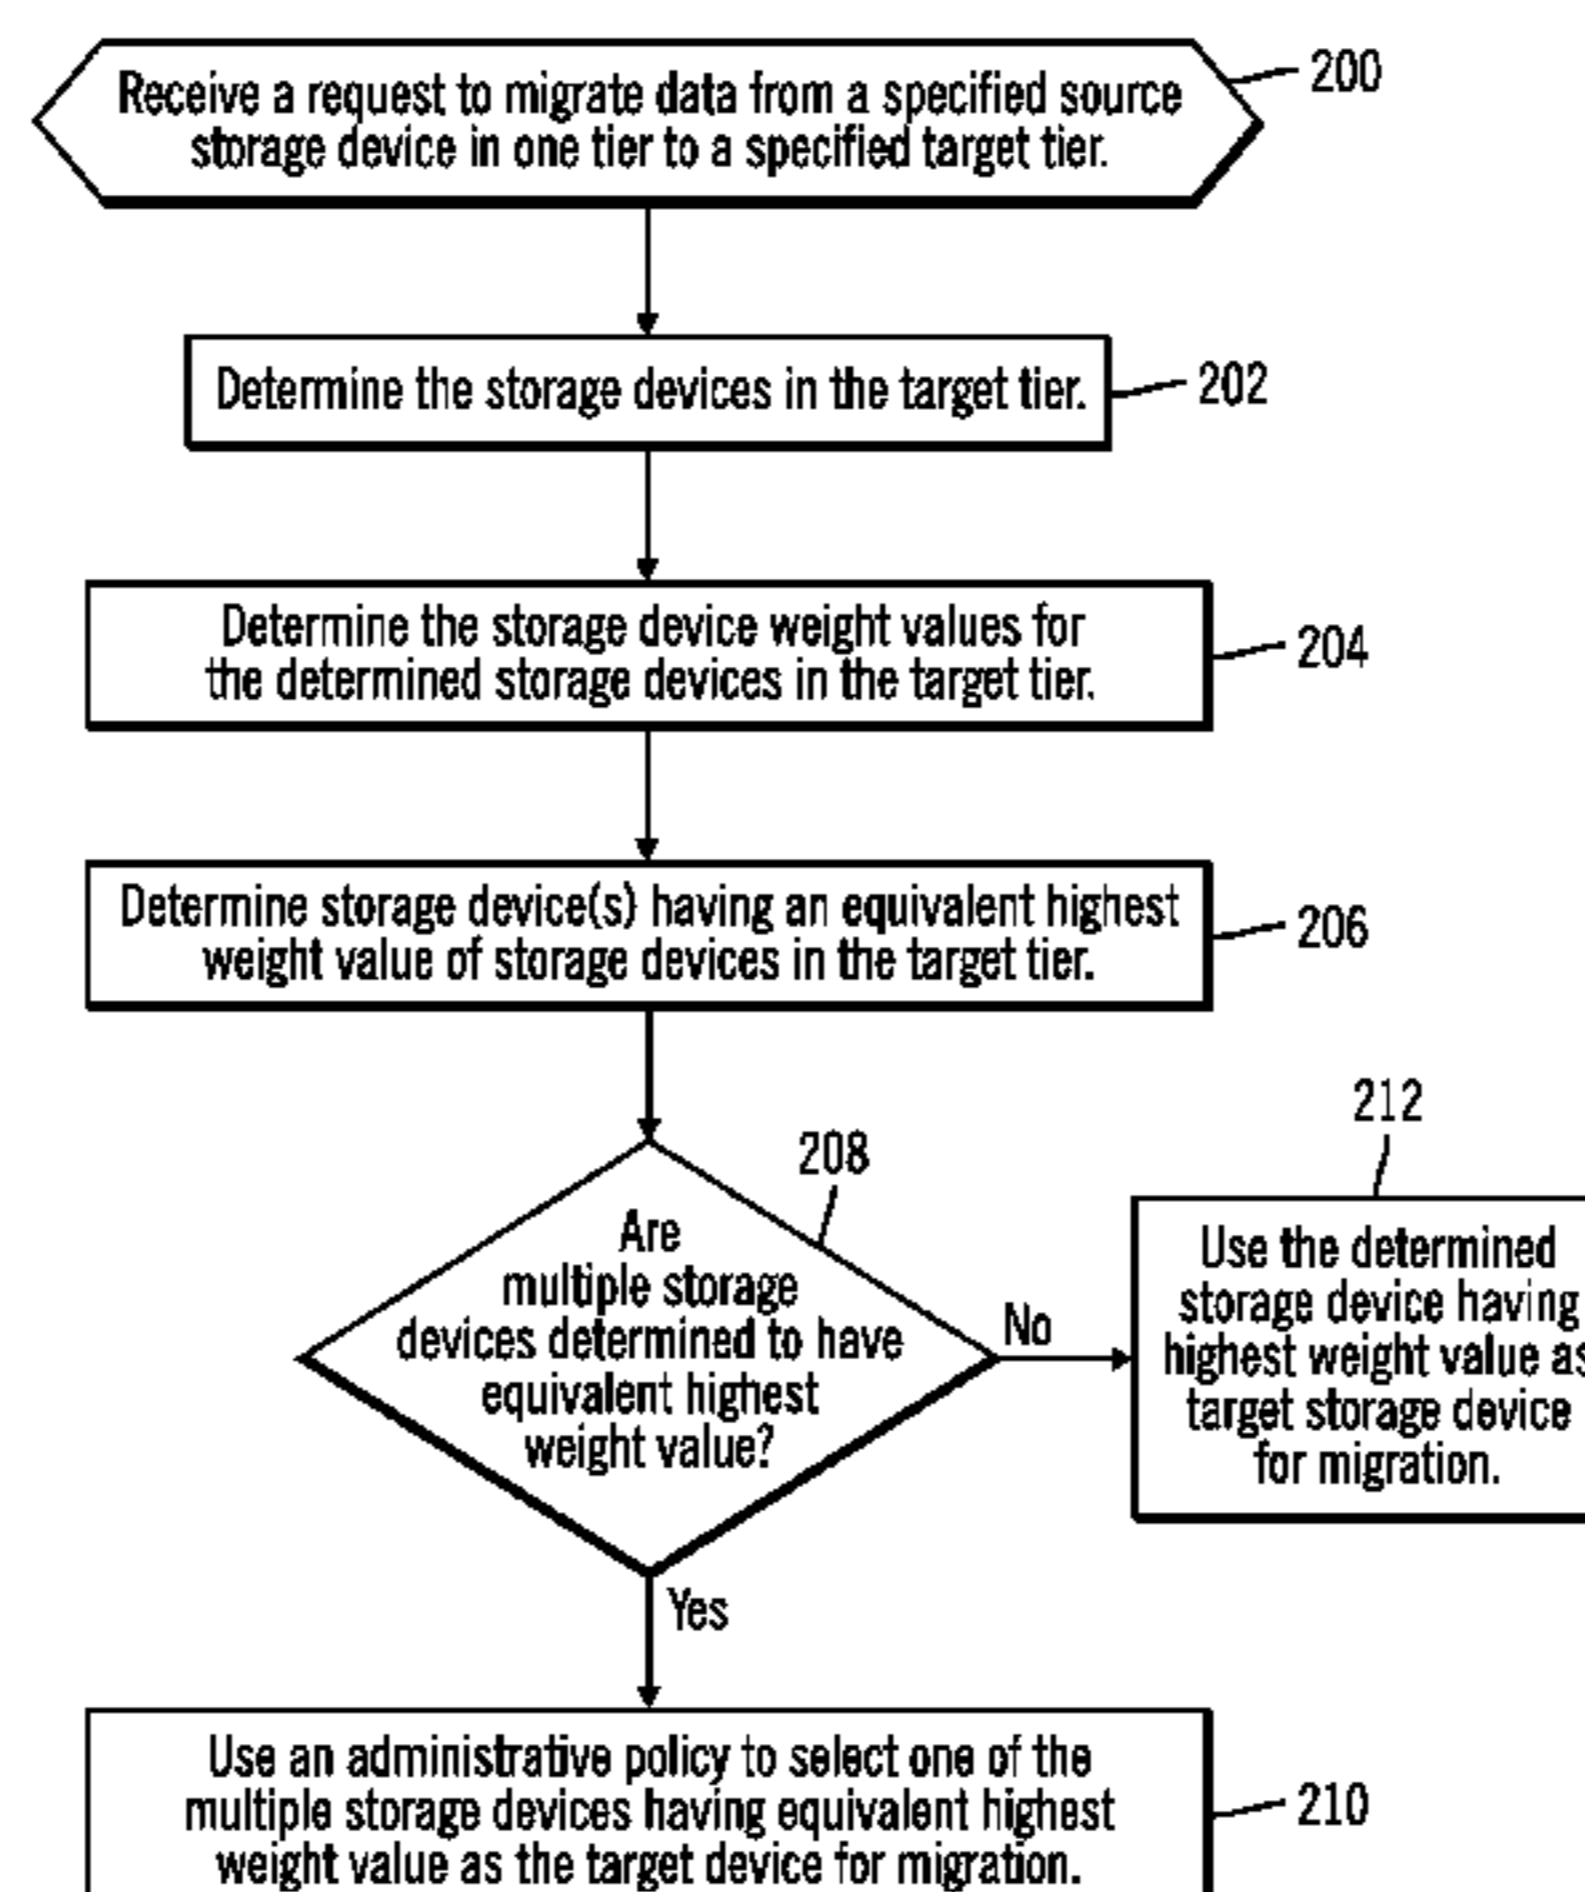 Receive a request to migrate data from a specified source
storage device in one tier to a specified target tier.
200
Determine the storage devices in the target tier.
202
Determine the storage device weight values for
the determined storage devices in the target tier.
204
Determine storage device(s) having an equivalent highest
weight value of storage devices in the target tier.
206
208
Are
multiple storage
devices determined to have
equivalent highest
weight value?
No
212
Use the determined
storage device having
highest weight value as
target storage device
for migration.
Yes
Use an administrative policy to select one of the
multiple storage devices having equivalent highest
weight value as the target device for migration.
210